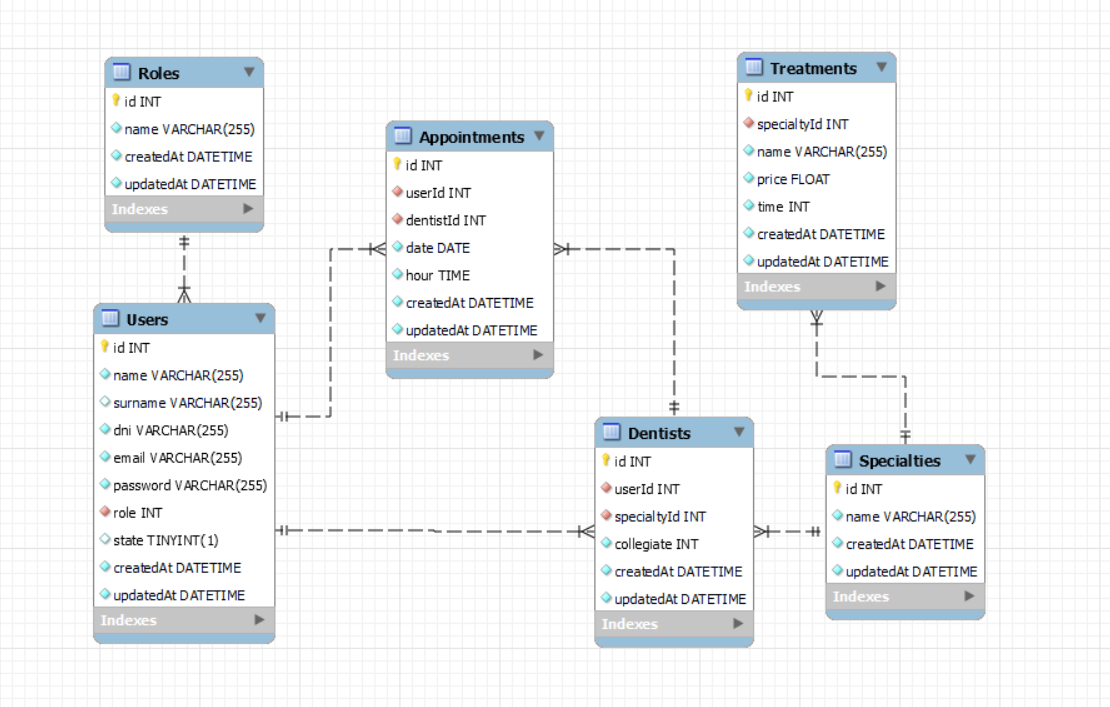 Roles
id INT
name VARCHAR(255)
createdAt DATETIME
updatedAt DATETIME
Indexes
Users
id INT
name VARCHAR(255)
surname VARCHAR(255)
dni VARCHAR(255)
email VARCHAR(255)
password VARCHAR(255)
role INT
state TINYINT(1)
createdAt DATETIME
updatedAt DATETIME
Indexes
Appointments
id INT
userId INT
dentistId INT
date DATE
hour TIME
createdAt DATETIME
updatedAt DATETIME
Indexes
Dentists
id INT
userId INT
specialtyId INT
collegiate INT
createdAt DATETIME
updatedAt DATETIME
Indexes
Treatments
id INT
specialtyId INT
name VARCHAR(255)
price FLOAT
time INT
createdAt DATETIME
updatedAt DATETIME
Indexes
Specialties
id INT
name VARCHAR(255)
createdAt DATETIME
updatedAt DATETIME
Indexes